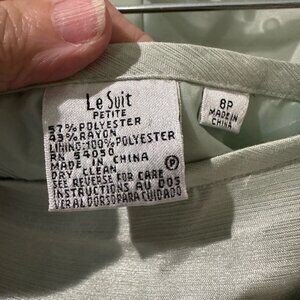 Le Suit
PETITE
57% POLYESTER
43% RAYON
LINING: 100% POLYESTER
RN 54050
MADE IN CHINA
DRY CLEAN
SEE REVERSE FOR CARE
INSTRUCTIONS AU DOS
VER AL DORSO PARA CUIDADO
P
8P
MADE IN
CHINA